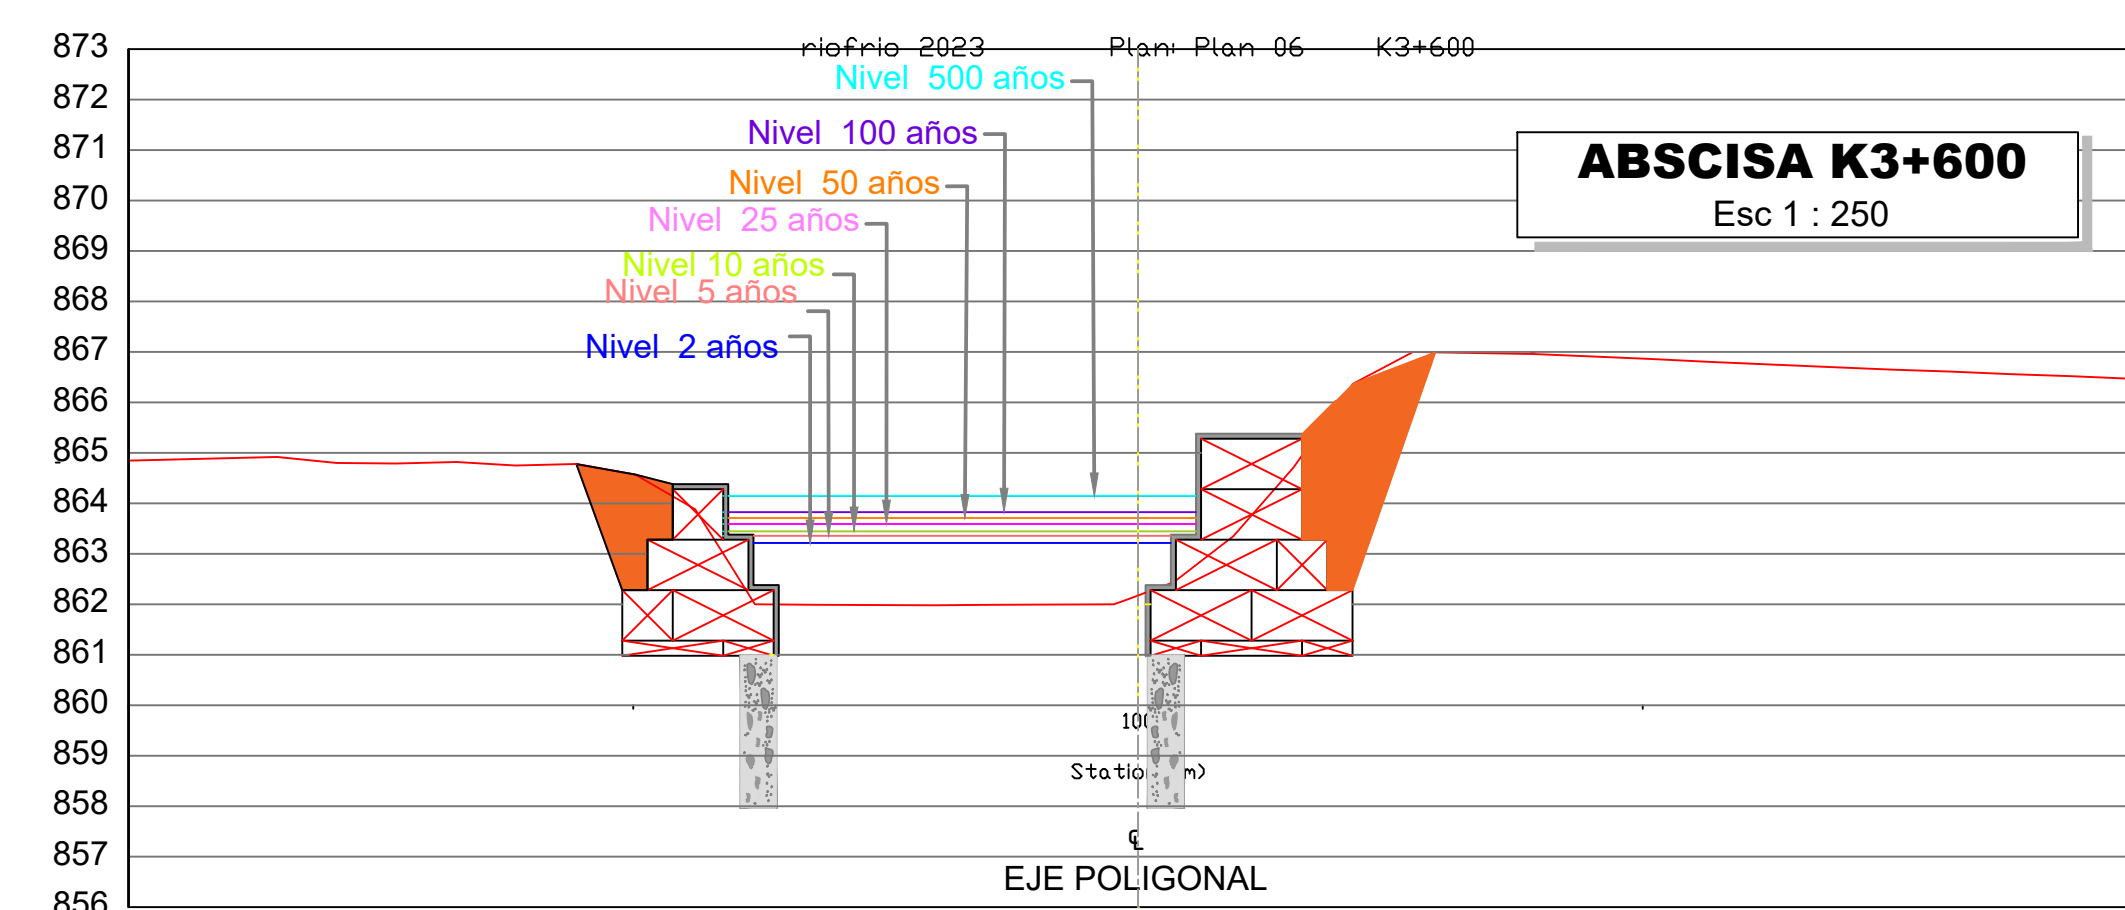 873
riofrio 2023 Plan: Plan 06 K3+600
Nivel 500 años
872
Nivel 100 años
871
ABSCISA K3+600
Nivel 50 años
870
Esc 1 : 250
Nivel 25 años
869
Nivel 10 años
868
Nivel 5 años
867
Nivel 2 años
866
865
864
863
862
861
860
100
859
Station (m)
858
℄
857
EJE POLIGONAL
856